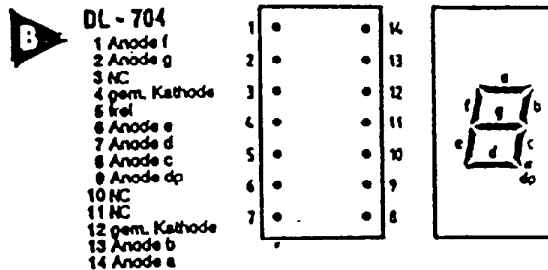 B
DL - 704
1 Anode f
2 Anode g
3 NC
4 gem. Kathode
5 frei
6 Anode e
7 Anode d
8 Anode c
9 Anode dp
10 NC
11 NC
12 gem. Kathode
13 Anode b
14 Anode a
1 14
2 13
3 12
4 11
5 10
6 9
7 8
a
f g b
e d c
dp